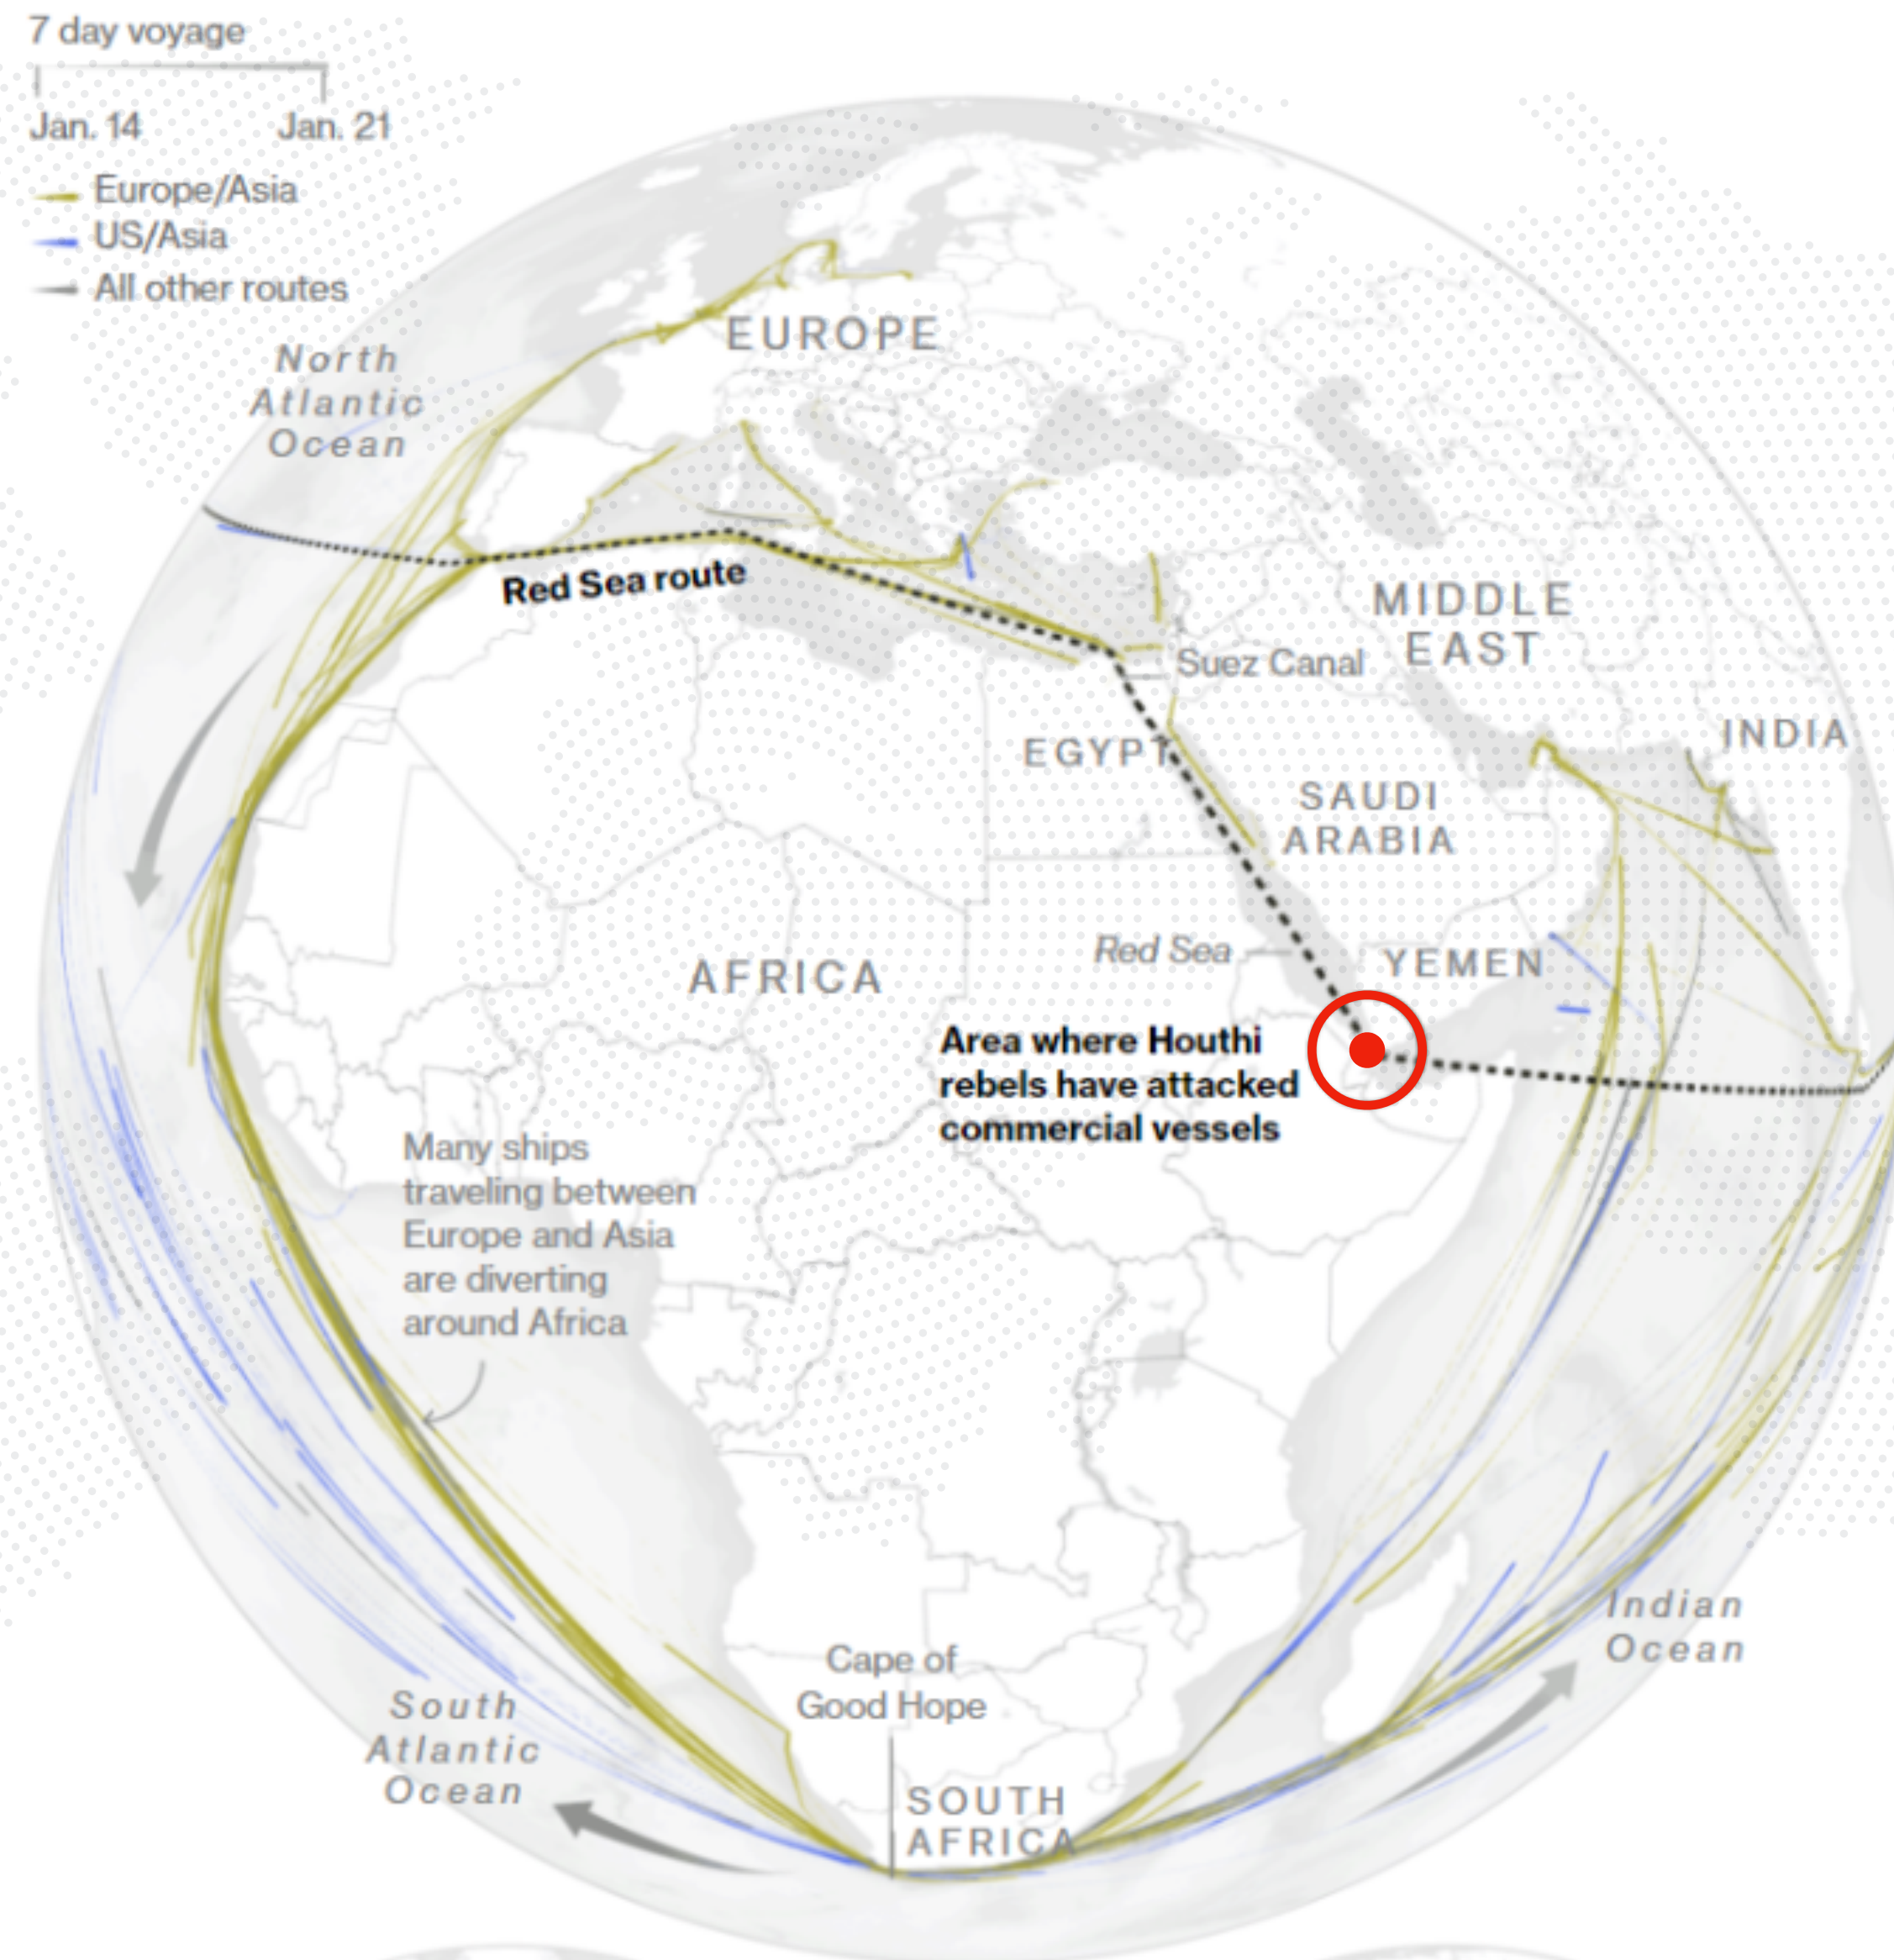 7 day voyage
Jan. 14
Jan. 21
Europe/Asia
US/Asia
All other routes
North
Atlantic
Ocean
EUROPE
Red Sea route
MIDDLE
EAST
Suez Canal
INDIA
EGYPT
SAUDI
ARABIA
Red Sea
YEMEN
AFRICA
Area where Houthi
rebels have attacked
commercial vessels
Many ships
traveling between
Europe and Asia
are diverting
around Africa
Indian
Ocean
Cape of
Good Hope
South
Atlantic
Ocean
SOUTH
AFRICA